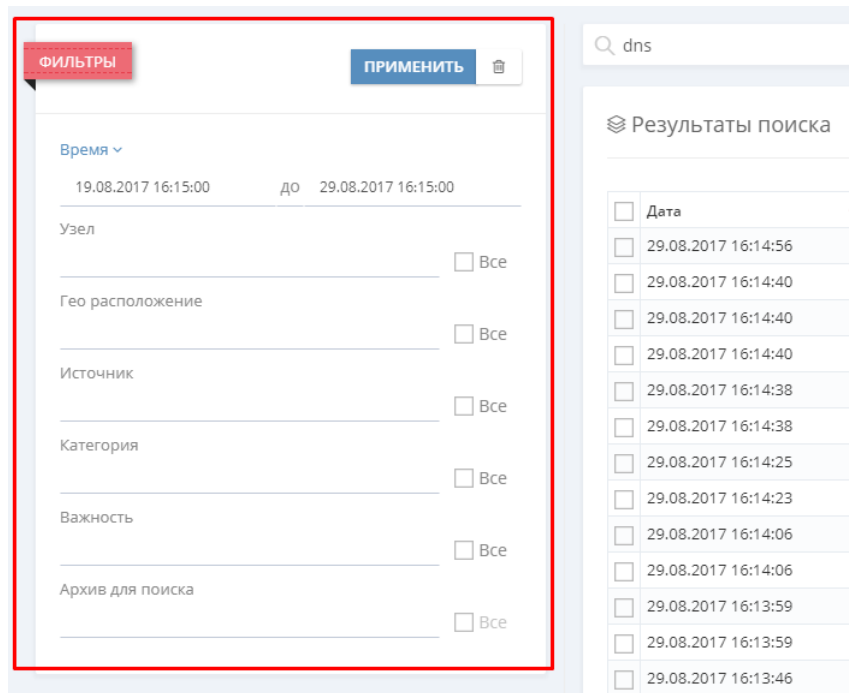 ФИЛЬТРЫ
ПРИМЕНИТЬ
Время
19.08.2017 16:15:00 до 29.08.2017 16:15:00
Узел
Все
Гео расположение
Все
Источник
Все
Категория
Все
Важность
Все
Архив для поиска
Все
dns
Результаты поиска
Дата
29.08.2017 16:14:56
29.08.2017 16:14:40
29.08.2017 16:14:40
29.08.2017 16:14:40
29.08.2017 16:14:38
29.08.2017 16:14:38
29.08.2017 16:14:25
29.08.2017 16:14:23
29.08.2017 16:14:06
29.08.2017 16:14:06
29.08.2017 16:13:59
29.08.2017 16:13:59
29.08.2017 16:13:46